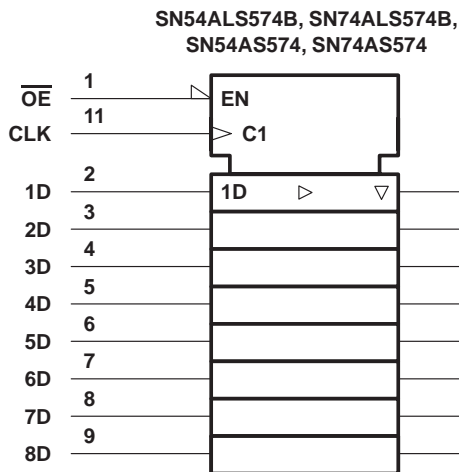 SN54ALS574B, SN74ALS574B,
SN54AS574, SN74AS574
OE 1 EN
CLK 11 C1
1D 2 1D
2D 3
3D 4
4D 5
5D 6
6D 7
7D 8
8D 9